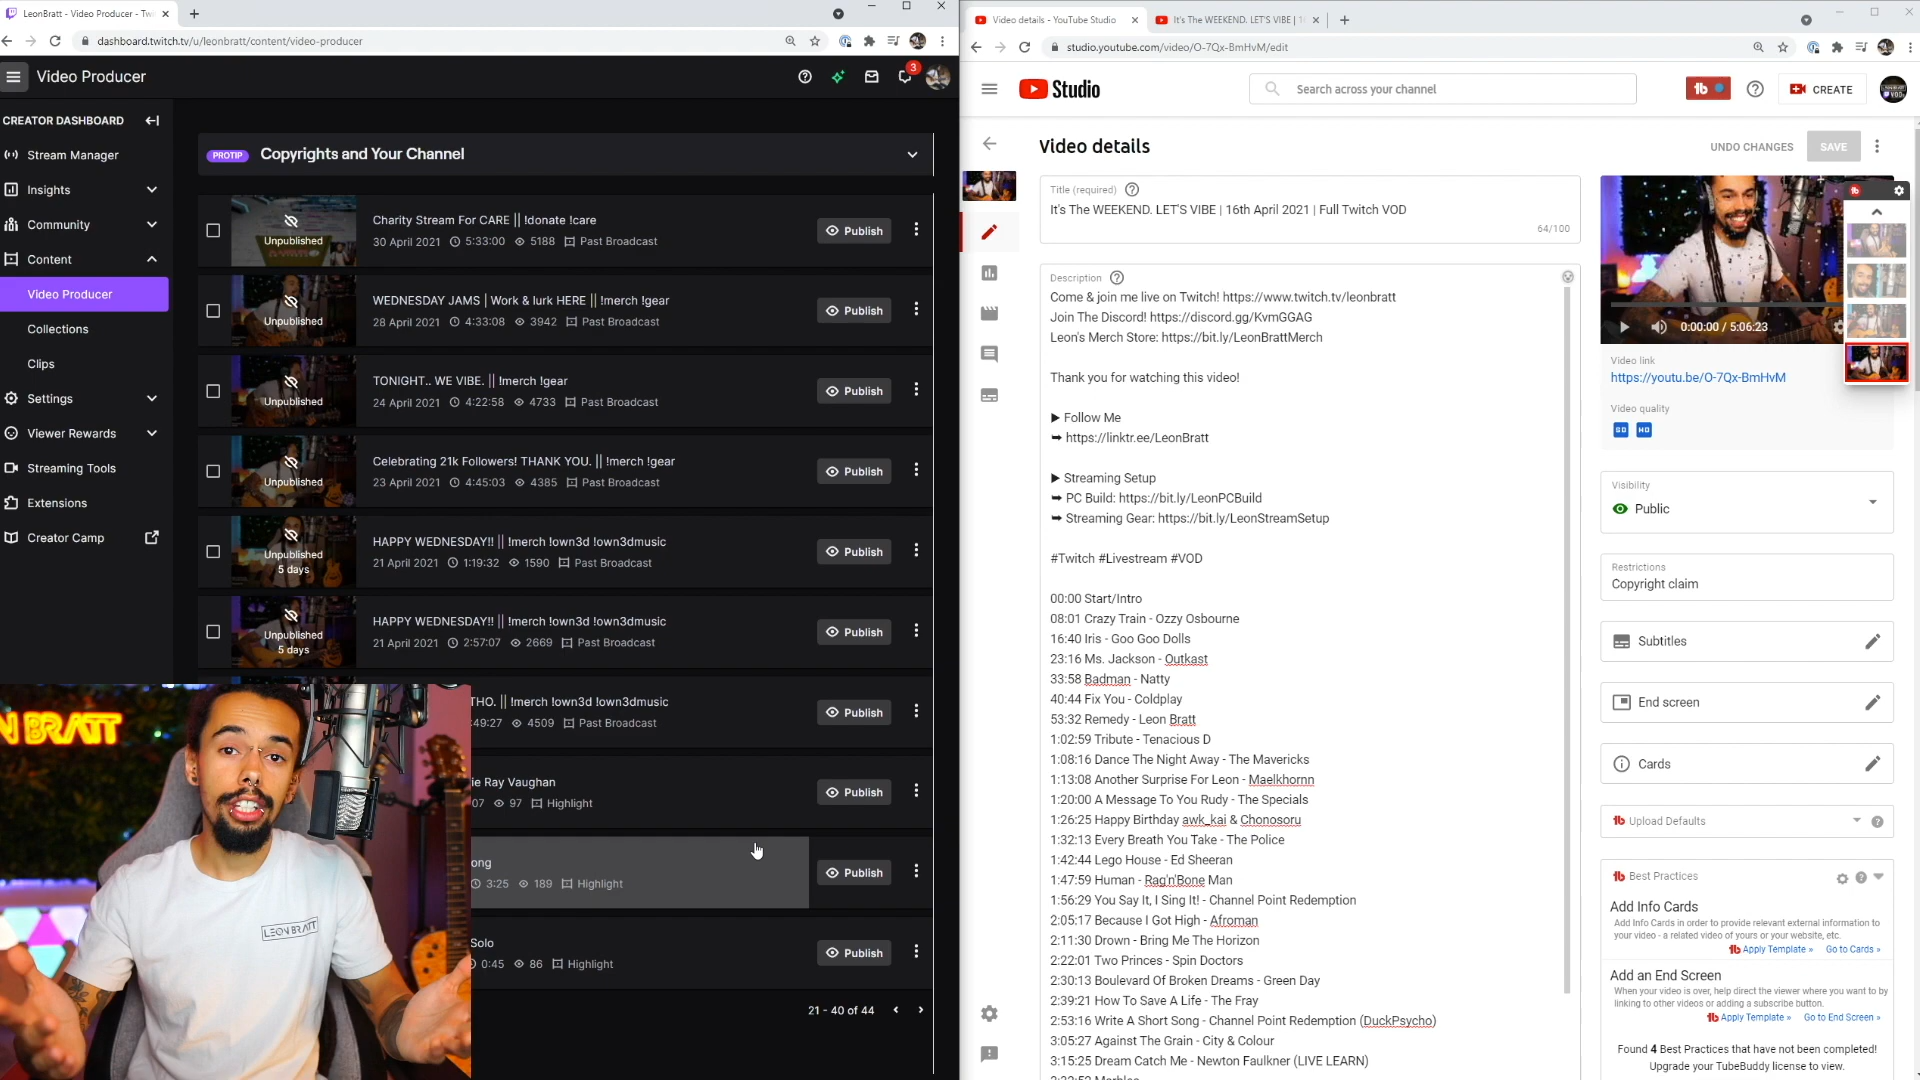 LeonBratt - Video Producer - Tw
dashboard.twitch.tv/u/leonbratt/content/video-producer
Video Producer
3
CREATOR DASHBOARD
Stream Manager
Insights
Community
Content
Video Producer
Collections
Clips
Settings
Viewer Rewards
Streaming Tools
Extensions
Creator Camp
PROTIP Copyrights and Your Channel
Unpublished
Charity Stream For CARE || !donate !care
30 April 2021 5:33:00 5188 Past Broadcast
Publish
Unpublished
WEDNESDAY JAMS | Work & lurk HERE || !merch !gear
28 April 2021 4:33:08 3942 Past Broadcast
Publish
Unpublished
TONIGHT.. WE VIBE. || !merch !gear
24 April 2021 4:22:58 4733 Past Broadcast
Publish
Unpublished
Celebrating 21k Followers! THANK YOU. || !merch !gear
23 April 2021 4:45:03 4385 Past Broadcast
Publish
Unpublished
5 days
HAPPY WEDNESDAY!! || !merch !own3d !own3dmusic
21 April 2021 1:19:32 1590 Past Broadcast
Publish
Unpublished
5 days
HAPPY WEDNESDAY!! || !merch !own3d !own3dmusic
21 April 2021 2:57:07 2669 Past Broadcast
Publish
THO. || !merch !own3d !own3dmusic
:49:27 4509 Past Broadcast
Publish
ie Ray Vaughan
07 97 Highlight
Publish
ong
3:25 189 Highlight
Publish
Solo
0:45 86 Highlight
Publish
21 - 40 of 44
N BRATT
LEON BRATT
Video details - YouTube Studio
It's The WEEKEND. LET'S VIBE | 1
studio.youtube.com/video/O-7Qx-BmHvM/edit
Studio
Search across your channel
tb
CREATE
Video details
UNDO CHANGES
SAVE
Title (required)
It's The WEEKEND. LET'S VIBE | 16th April 2021 | Full Twitch VOD
64/100
Description
Come & join me live on Twitch! https://www.twitch.tv/leonbratt
Join The Discord! https://discord.gg/KvmGGAG
Leon's Merch Store: https://bit.ly/LeonBrattMerch
Thank you for watching this video!
▶ Follow Me
➥ https://linktr.ee/LeonBratt
▶ Streaming Setup
➥ PC Build: https://bit.ly/LeonPCBuild
➥ Streaming Gear: https://bit.ly/LeonStreamSetup
#Twitch #Livestream #VOD
00:00 Start/Intro
08:01 Crazy Train - Ozzy Osbourne
16:40 Iris - Goo Goo Dolls
23:16 Ms. Jackson - Outkast
33:58 Badman - Natty
40:44 Fix You - Coldplay
53:32 Remedy - Leon Bratt
1:02:59 Tribute - Tenacious D
1:08:16 Dance The Night Away - The Mavericks
1:13:08 Another Surprise For Leon - Maelkhornn
1:20:00 A Message To You Rudy - The Specials
1:26:25 Happy Birthday awk_kai & Chonosoru
1:32:13 Every Breath You Take - The Police
1:42:44 Lego House - Ed Sheeran
1:47:59 Human - Rag'n'Bone Man
1:56:29 You Say It, I Sing It! - Channel Point Redemption
2:05:17 Because I Got High - Afroman
2:11:30 Drown - Bring Me The Horizon
2:22:01 Two Princes - Spin Doctors
2:30:13 Boulevard Of Broken Dreams - Green Day
2:39:21 How To Save A Life - The Fray
2:53:16 Write A Short Song - Channel Point Redemption (DuckPsycho)
3:05:27 Against The Grain - City & Colour
3:15:25 Dream Catch Me - Newton Faulkner (LIVE LEARN)
0:00:00 / 5:06:23
Video link
https://youtu.be/O-7Qx-BmHvM
Video quality
SD HD
Visibility
Public
Restrictions
Copyright claim
Subtitles
End screen
Cards
tb Upload Defaults
tb Best Practices
Add Info Cards
Add Info Cards in order to provide relevant external information to
your video - a related video of yours or your website, etc.
tb Apply Template » Go to Cards »
Add an End Screen
When your video is over, help direct the viewer where you want to by
linking to other videos or adding a subscribe button.
tb Apply Template » Go to End Screen »
Found 4 Best Practices that have not been completed!
Upgrade your TubeBuddy license to view.